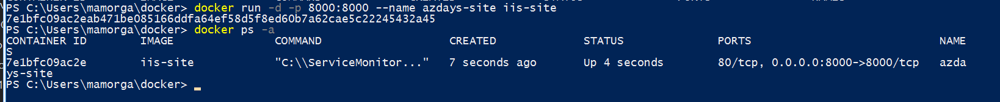 PS C:\Users\mamorga\docker> docker run -d -p 8000:8000 --name azdays-site iis-site
7e1bfc09ac2eab471be085166ddfa64ef58d5f8ed60b7a62cae5c22245432a45
PS C:\Users\mamorga\docker> docker ps -a
CONTAINER ID        IMAGE               COMMAND                  CREATED             STATUS              PORTS                            NAME
S
7e1bfc09ac2e        iis-site            "C:\\ServiceMonitor..."   7 seconds ago       Up 4 seconds        80/tcp, 0.0.0.0:8000->8000/tcp   azda
ys-site
PS C:\Users\mamorga\docker>